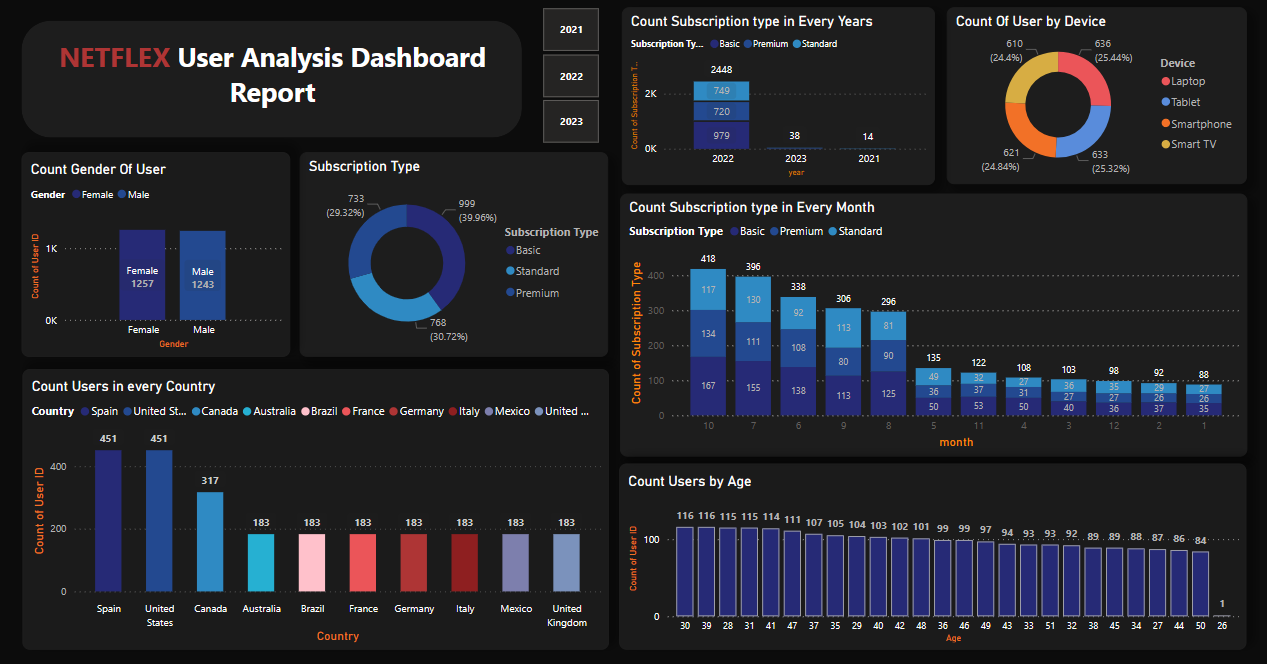 NETFLEX User Analysis Dashboard
Report
2021
2022
2023
Count Subscription type in Every Years
Subscription Ty... Basic Premium Standard
Count of Subscription T...
2K
0K
2448
749
720
979
38
14
2022 2023 2021
year
Count Of User by Device
610
(24.4%)
636
(25.44%)
621
(24.84%)
633
(25.32%)
Device
Laptop
Tablet
Smartphone
Smart TV
Count Gender Of User
Gender Female Male
Count of User ID
1K
0K
Female
1257
Male
1243
Female Male
Gender
Subscription Type
733
(29.32%)
999
(39.96%)
768
(30.72%)
Subscription Type
Basic
Standard
Premium
Count Subscription type in Every Month
Subscription Type Basic Premium Standard
Count of Subscription Type
400
300
200
100
0
418 396 338 306 296 135 122 108 103 98 92 88
117 130 92 113 81 49 32 27 36 35 29 27
134 111 108 80 90 36 37 31 27 27 26 26
167 155 138 113 125 50 53 50 40 36 37 35
10 7 6 9 8 5 11 4 3 12 2 1
month
Count Users in every Country
Country Spain United St... Canada Australia Brazil France Germany Italy Mexico United ...
Count of User ID
400
200
0
451 451 317 183 183 183 183 183 183 183
Spain United States Canada Australia Brazil France Germany Italy Mexico United Kingdom
Country
Count Users by Age
Count of User ID
100
0
116 116 115 115 114 111 107 105 104 103 102 101 99 99 97 94 93 93 92 89 89 88 87 86 84 1
30 39 28 31 41 47 37 35 29 40 42 48 36 46 49 43 33 51 32 38 45 34 27 44 50 26
Age